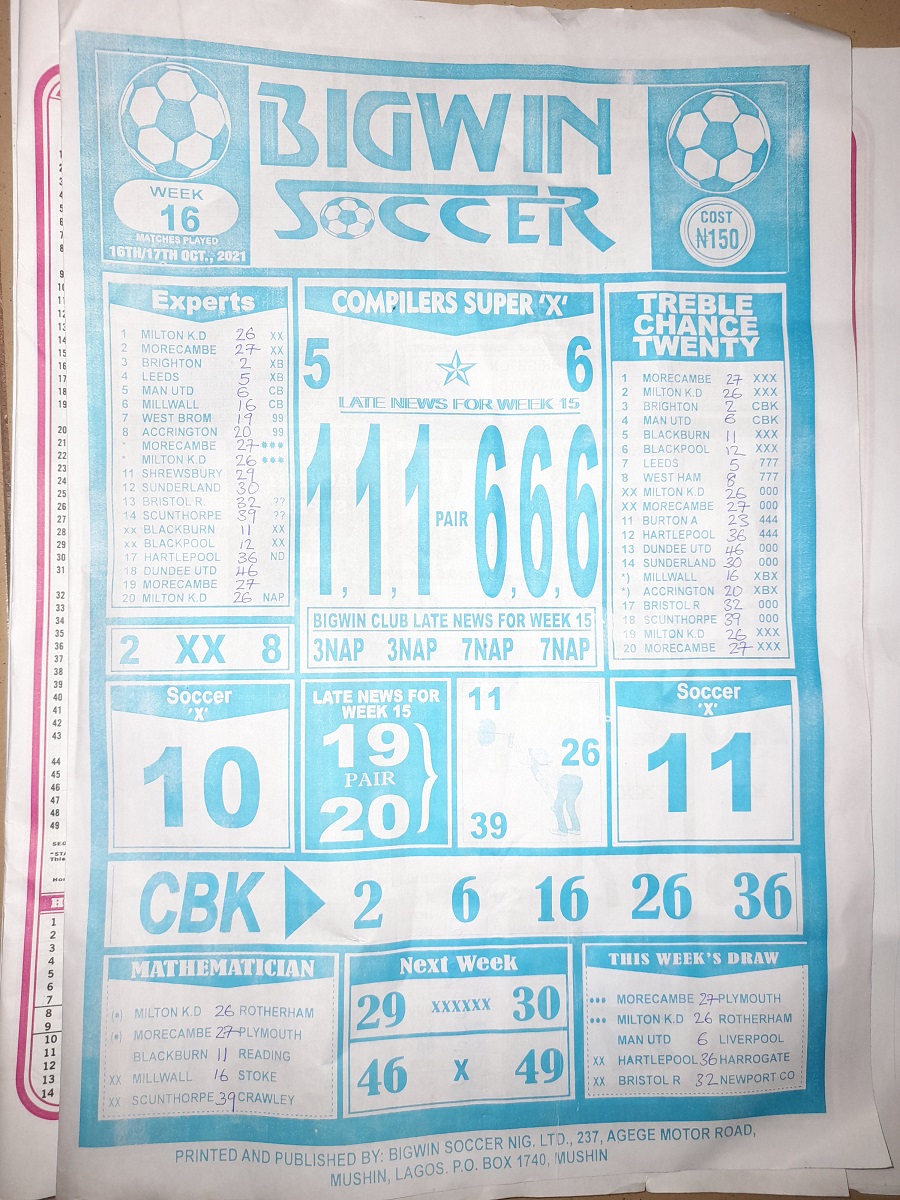 BIGWIN
SOCCER
WEEK
16
MATCHES PLAYED
16TH/17TH OCT., 2021
COST
₦150
Experts
1 MILTON K.D 26 XX
2 MORECAMBE 27 XX
3 BRIGHTON 2 XB
4 LEEDS 5 XB
5 MAN UTD 6 CB
6 MILLWALL 16 CB
7 WEST BROM 19 99
8 ACCRINGTON 20 99
* MORECAMBE 27 •••
* MILTON K.D 26 •••
11 SHREWSBURY 29
12 SUNDERLAND 30
13 BRISTOL R 32 ??
14 SCUNTHORPE 39 ??
xx BLACKBURN 11 XX
xx BLACKPOOL 12 XX
17 HARTLEPOOL 36 ND
18 DUNDEE UTD 46
19 MORECAMBE 27
20 MILTON K.D 26 NAP
2 XX 8
COMPILERS SUPER 'X'
5 6
LATE NEWS FOR WEEK 15
1,1,1 PAIR 6,6,6
BIGWIN CLUB LATE NEWS FOR WEEK 15
3NAP 3NAP 7NAP 7NAP
TREBLE
CHANCE
TWENTY
1 MORECAMBE 27 XXX
2 MILTON K.D 26 XXX
3 BRIGHTON 2 CBK
4 MAN UTD 6 CBK
5 BLACKBURN 11 XXX
6 BLACKPOOL 12 XXX
7 LEEDS 5 777
8 WEST HAM 8 777
XX MILTON K.D 26 000
XX MORECAMBE 27 000
11 BURTON A 23 444
12 HARTLEPOOL 36 444
13 DUNDEE UTD 46 000
14 SUNDERLAND 30 000
*) MILLWALL 16 XBX
*) ACCRINGTON 20 XBX
17 BRISTOL R 32 000
18 SCUNTHORPE 39 000
19 MILTON K.D 26 XXX
20 MORECAMBE 27 XXX
Soccer
'X'
10
LATE NEWS FOR
WEEK 15
19
PAIR
20
11
26
39
Soccer
'X'
11
CBK 2 6 16 26 36
MATHEMATICIAN
(•) MILTON K.D 26 ROTHERHAM
(•) MORECAMBE 27 PLYMOUTH
BLACKBURN 11 READING
XX MILLWALL 16 STOKE
XX SCUNTHORPE 39 CRAWLEY
Next Week
29 XXXXXX 30
46 X 49
THIS WEEK'S DRAW
••• MORECAMBE 27 PLYMOUTH
••• MILTON K.D 26 ROTHERHAM
MAN UTD 6 LIVERPOOL
XX HARTLEPOOL 36 HARROGATE
XX BRISTOL R 32 NEWPORT CO
PRINTED AND PUBLISHED BY: BIGWIN SOCCER NIG. LTD., 237, AGEGE MOTOR ROAD,
MUSHIN, LAGOS. P.O. BOX 1740, MUSHIN